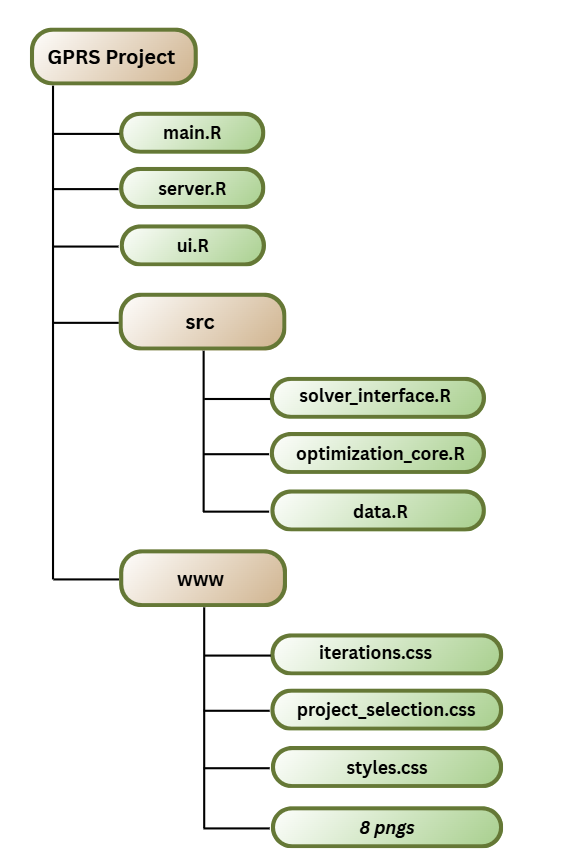 GPRS Project
main.R
server.R
ui.R
src
solver_interface.R
optimization_core.R
data.R
www
iterations.css
project_selection.css
styles.css
8 pngs